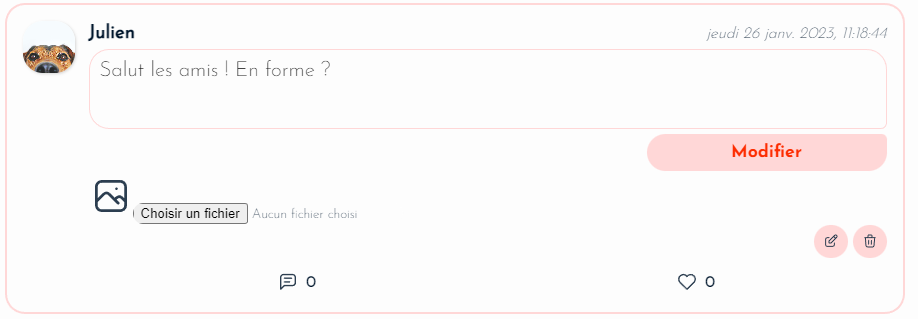 Julien
jeudi 26 janv. 2023, 11:18:44
Salut les amis ! En forme ?
Modifier
Choisir un fichier Aucun fichier choisi
0
0